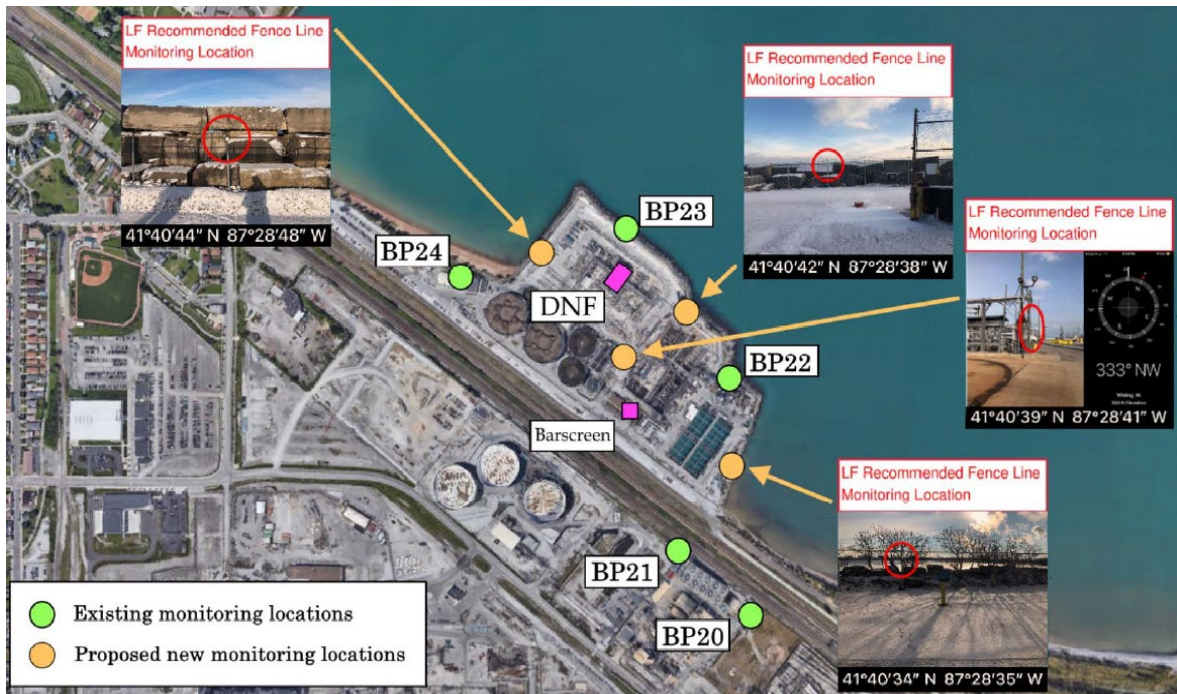 LF Recommended Fence Line
Monitoring Location
41°40′44″ N 87°28′48″ W
LF Recommended Fence Line
Monitoring Location
41°40′42″ N 87°28′38″ W
LF Recommended Fence Line
Monitoring Location
333° NW
Whiting, IN
41°40′39″ N 87°28′41″ W
BP23
BP24
DNF
BP22
Barscreen
LF Recommended Fence Line
Monitoring Location
41°40′34″ N 87°28′35″ W
BP21
BP20
Existing monitoring locations
Proposed new monitoring locations